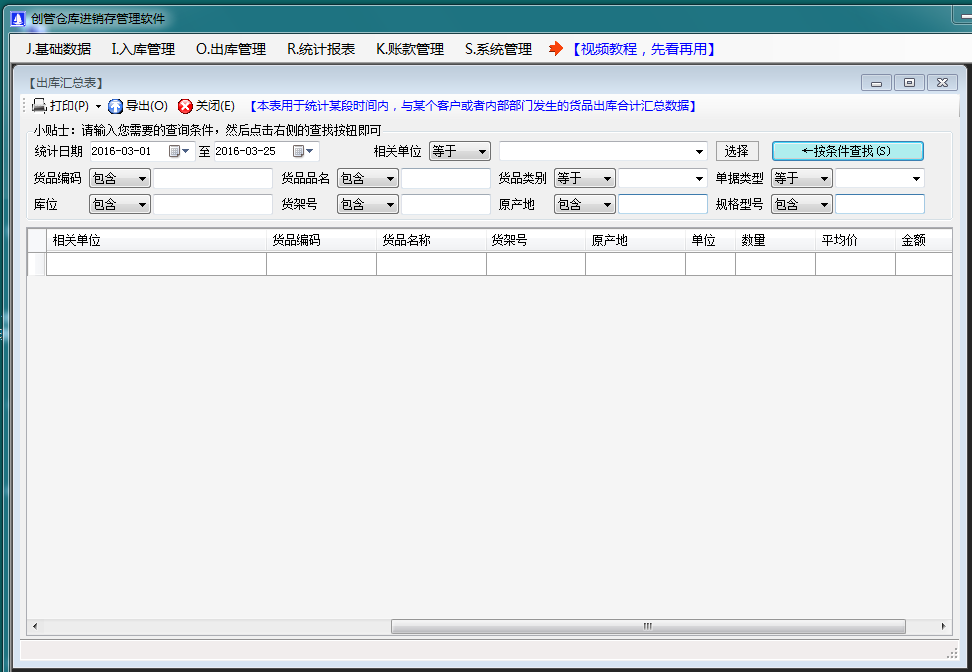 创管仓库进销存管理软件
J.基础数据 I.入库管理 O.出库管理 R.统计报表 K.账款管理 S.系统管理 【视频教程，先看再用】
【出库汇总表】
打印(P) 导出(O) 关闭(E) 【本表用于统计某段时间内，与某个客户或者内部部门发生的货品出库合计汇总数据】
小贴士：请输入您需要的查询条件，然后点击右侧的查找按钮即可
统计日期 2016-03-01 至 2016-03-25 相关单位 等于 选择 ←按条件查找(S)
货品编码 包含 货品品名 包含 货品类别 等于 单据类型 等于
库位 包含 货架号 包含 原产地 包含 规格型号 包含
相关单位 货品编码 货品名称 货架号 原产地 单位 数量 平均价 金额